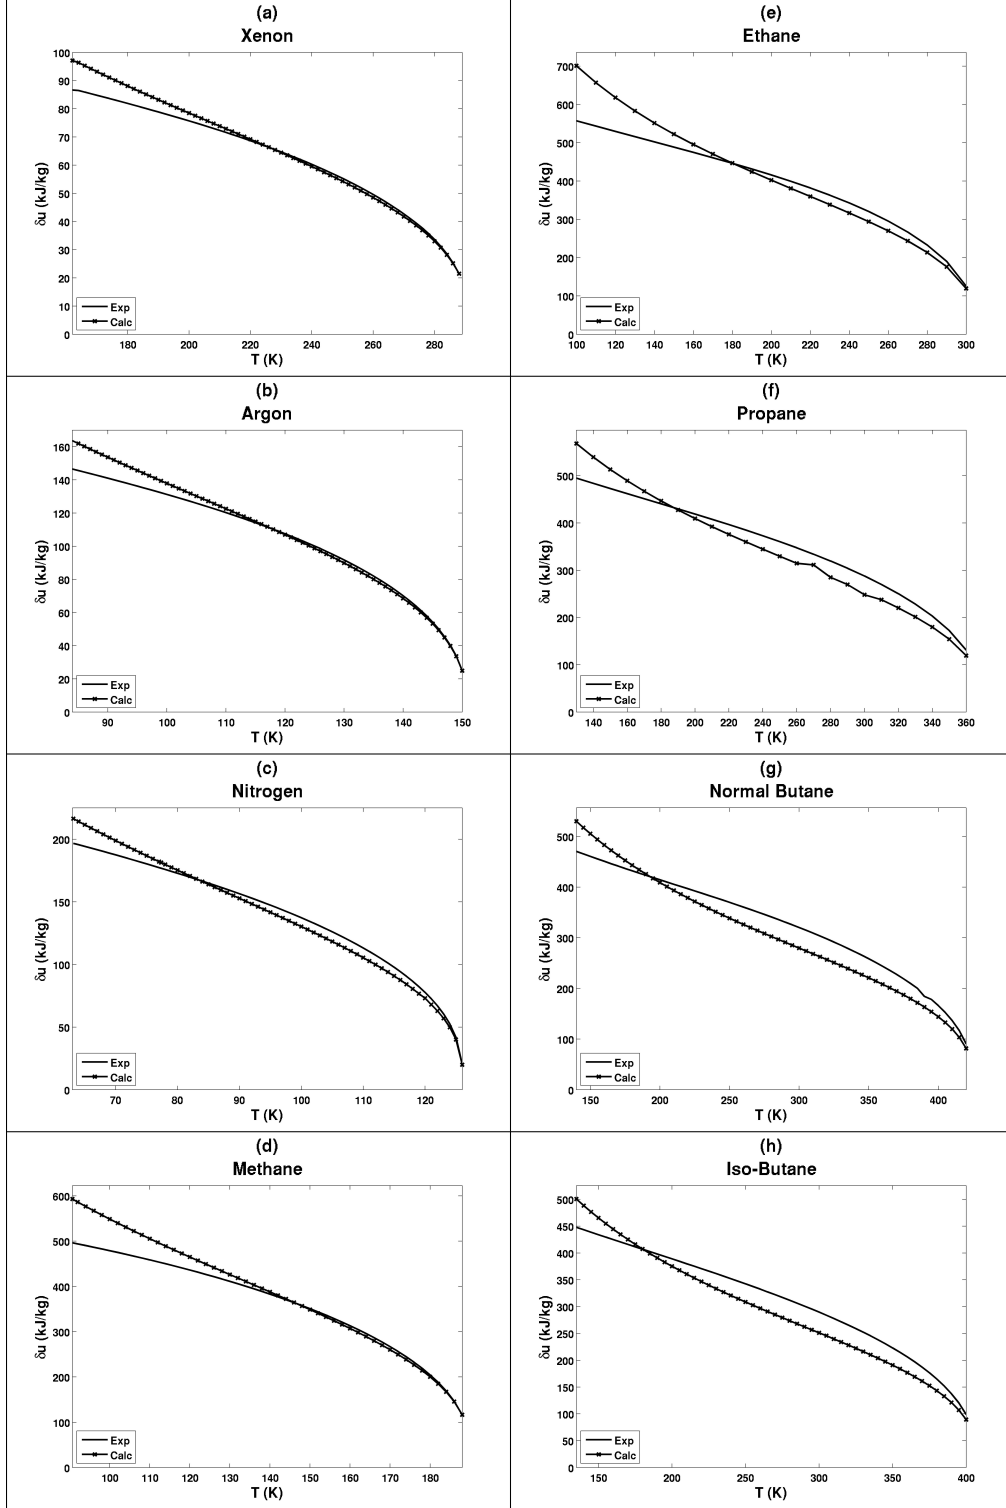 (a)
Xenon
100
90
80
70
60
50
40
30
20
10
0
δu (kJ/kg)
Exp
Calc
180 200 220 240 260 280
T (K)
(b)
Argon
160
140
120
100
80
60
40
20
0
δu (kJ/kg)
Exp
Calc
90 100 110 120 130 140 150
T (K)
(c)
Nitrogen
200
150
100
50
0
δu (kJ/kg)
Exp
Calc
70 80 90 100 110 120
T (K)
(d)
Methane
600
500
400
300
200
100
0
δu (kJ/kg)
Exp
Calc
100 110 120 130 140 150 160 170 180
T (K)
(e)
Ethane
700
600
500
400
300
200
100
0
δu (kJ/kg)
Exp
Calc
100 120 140 160 180 200 220 240 260 280 300
T (K)
(f)
Propane
500
400
300
200
100
0
δu (kJ/kg)
Exp
Calc
140 160 180 200 220 240 260 280 300 320 340 360
T (K)
(g)
Normal Butane
500
400
300
200
100
0
δu (kJ/kg)
Exp
Calc
150 200 250 300 350 400
T (K)
(h)
Iso-Butane
500
450
400
350
300
250
200
150
100
50
0
δu (kJ/kg)
Exp
Calc
150 200 250 300 350 400
T (K)